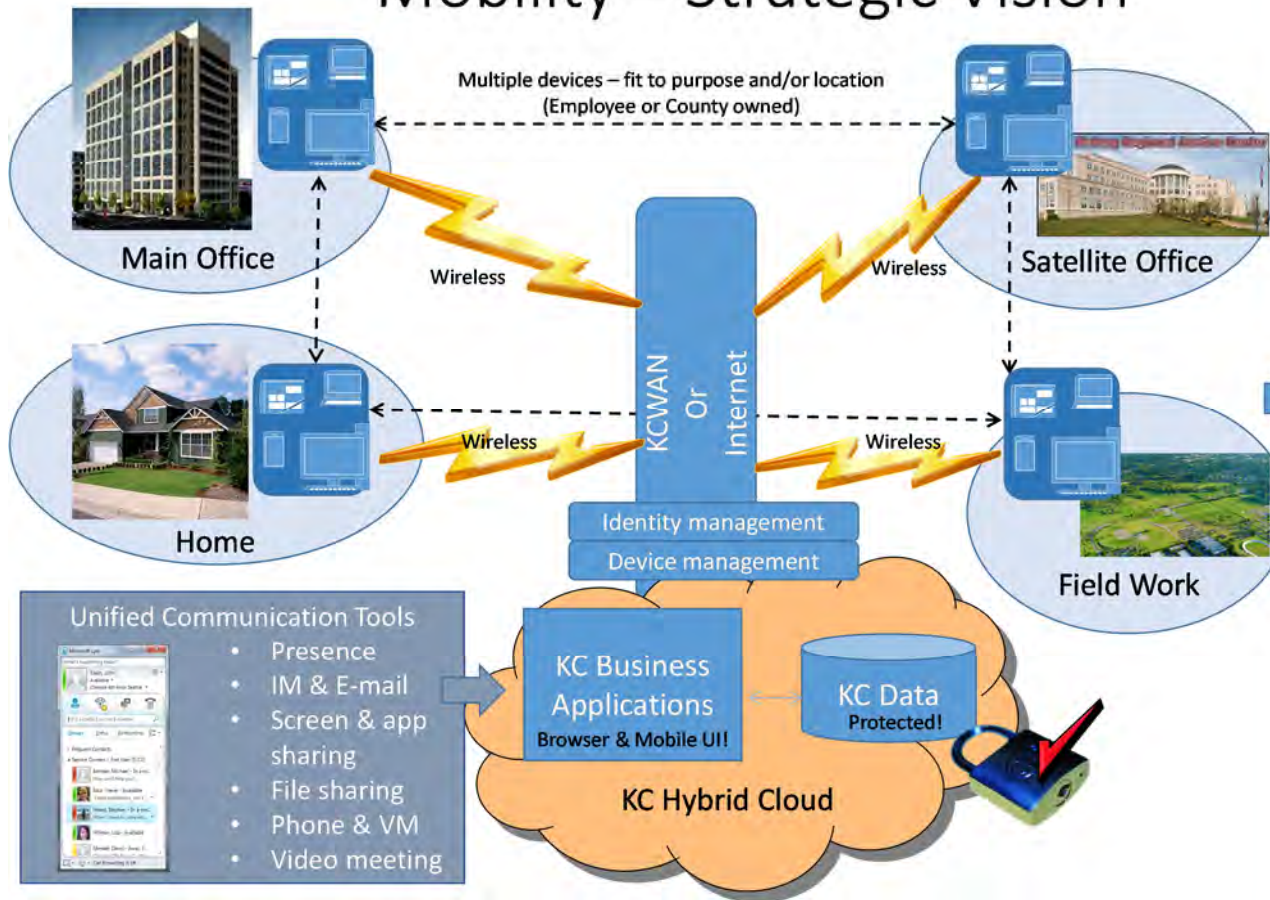 Mobility – Strategic Vision
Multiple devices – fit to purpose and/or location
(Employee or County owned)
Main Office
Wireless
Wireless
Satellite Office
KCWAN
Or
Internet
Home
Wireless
Wireless
Field Work
Identity management
Device management
Unified Communication Tools
• Presence
• IM & E-mail
• Screen & app
sharing
• File sharing
• Phone & VM
• Video meeting
KC Business
Applications
Browser & Mobile UI!
KC Data
Protected!
KC Hybrid Cloud